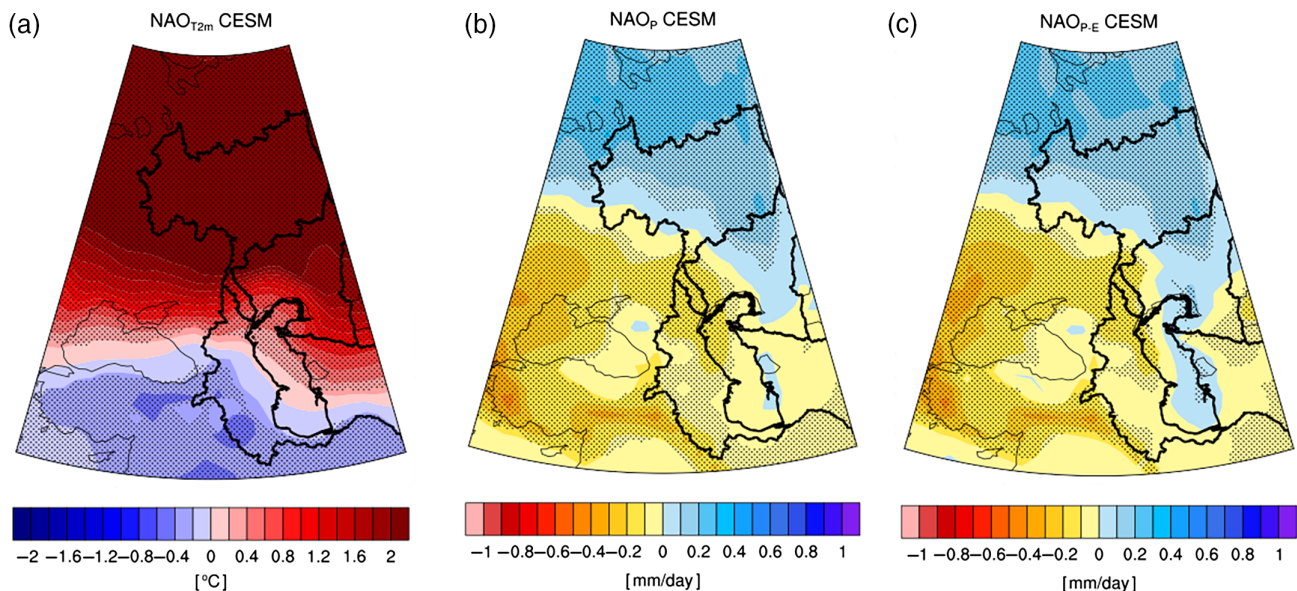 (a)
NAO_T2m CESM
(b)
NAO_P CESM
(c)
NAO_P-E CESM
−2 −1.6−1.2−0.8−0.4 0 0.4 0.8 1.2 1.6 2
[°C]
−1 −0.8−0.6−0.4−0.2 0 0.2 0.4 0.6 0.8 1
[mm/day]
−1 −0.8−0.6−0.4−0.2 0 0.2 0.4 0.6 0.8 1
[mm/day]